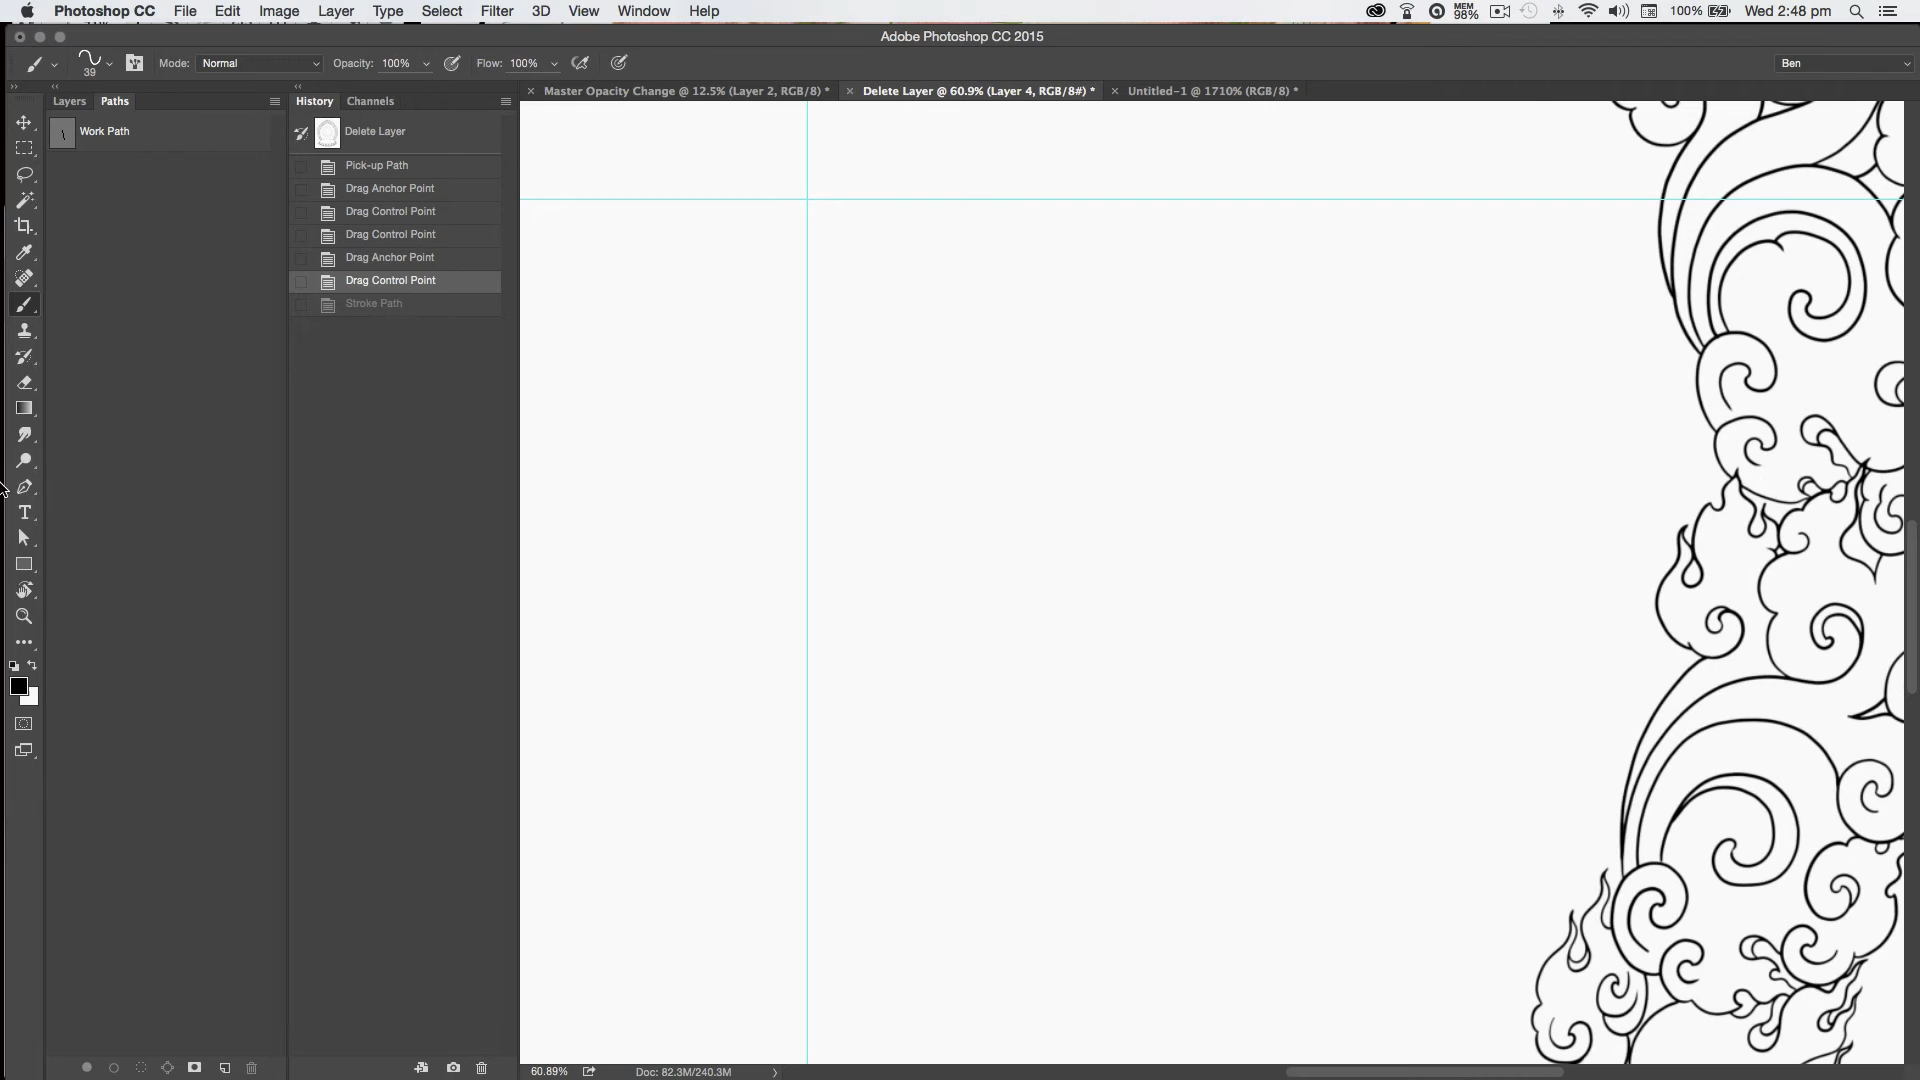 Photoshop CC File Edit Image Layer Type Select Filter 3D View Window Help MEM 98% 100% Wed 2:48 pm
Adobe Photoshop CC 2015
39 Mode: Normal Opacity: 100% Flow: 100% Ben
Layers Paths History Channels Master Opacity Change @ 12.5% (Layer 2, RGB/8) * Delete Layer @ 60.9% (Layer 4, RGB/8#) * Untitled-1 @ 1710% (RGB/8) *
Work Path Delete Layer
Pick-up Path
Drag Anchor Point
Drag Control Point
Drag Control Point
Drag Anchor Point
Drag Control Point
Stroke Path
60.89% Doc: 82.3M/240.3M